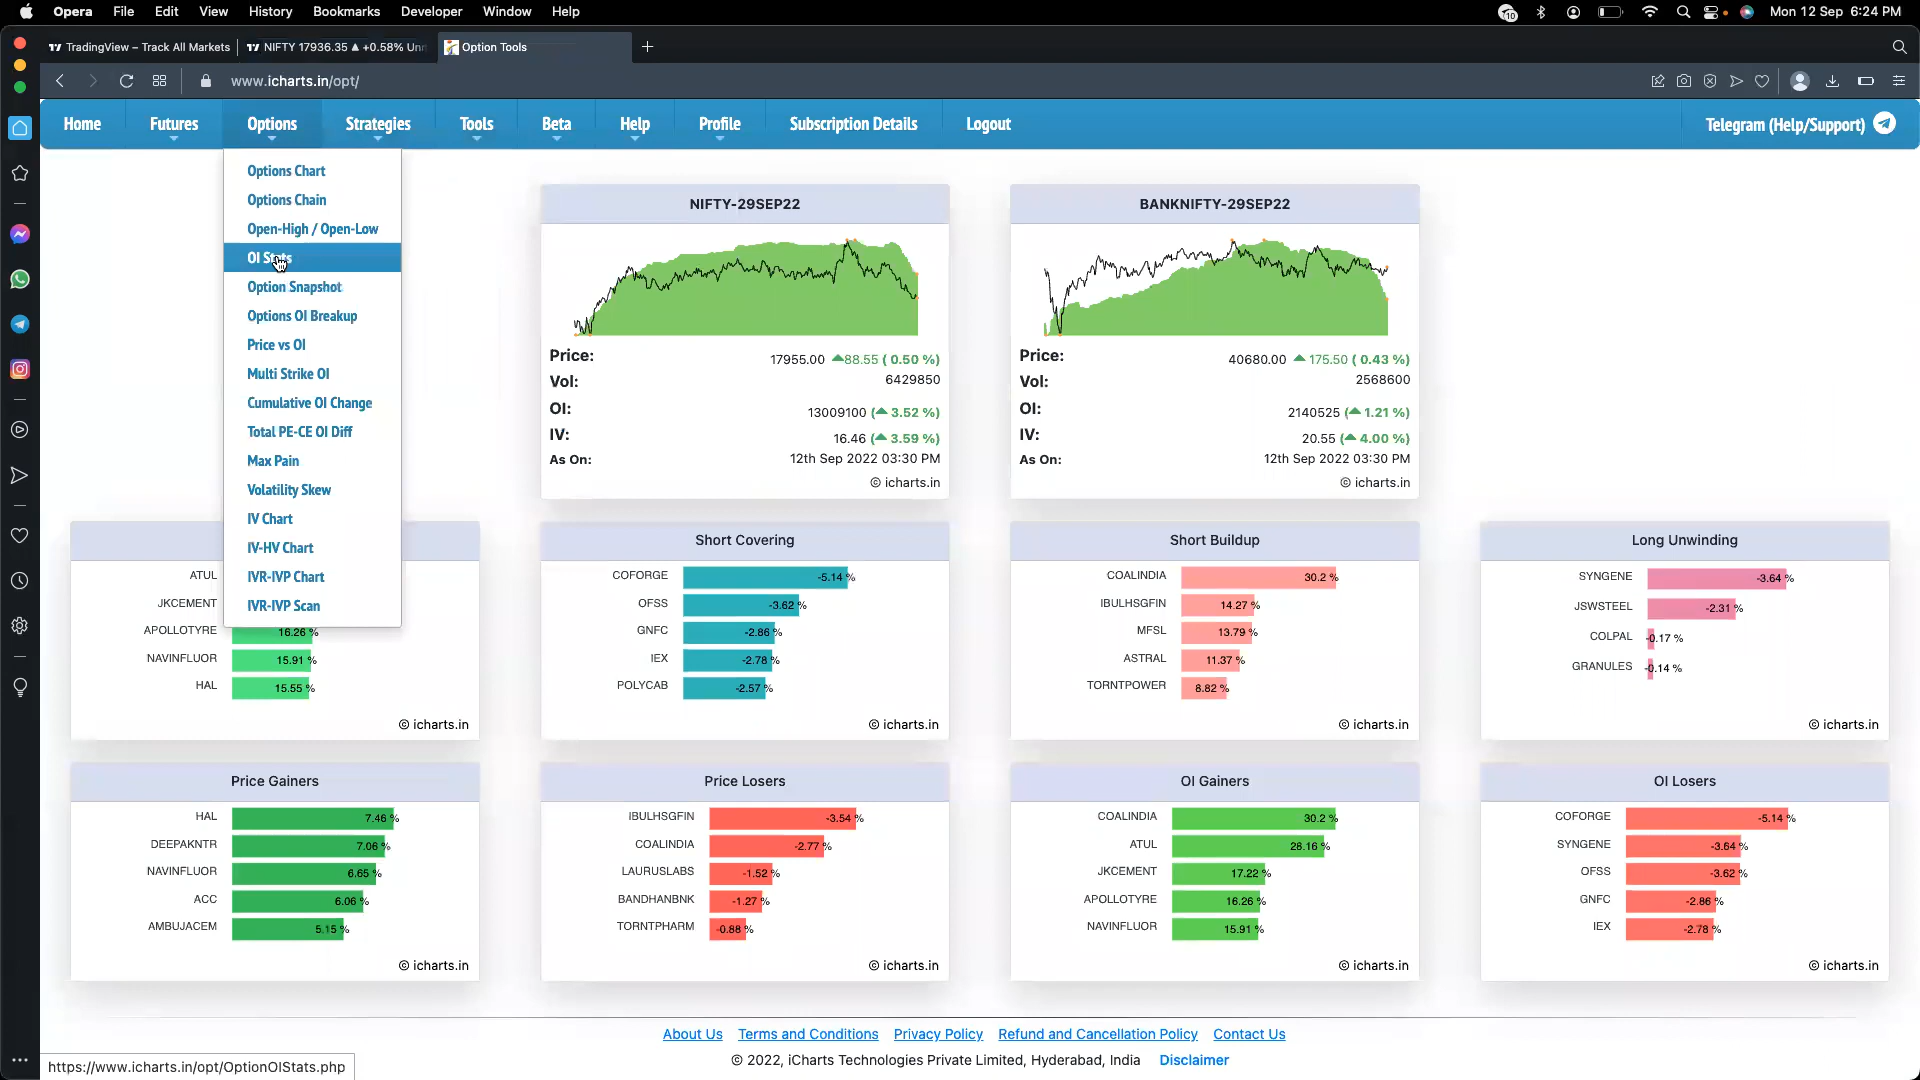 Opera File Edit View History Bookmarks Developer Window Help
10
Mon 12 Sep 6:24 PM
TradingView – Track All Markets
NIFTY 17936.35 ▲ +0.58% Unn
Option Tools
www.icharts.in/opt/
Home Futures Options Strategies Tools Beta Help Profile Subscription Details Logout
Telegram (Help/Support)
Options Chart
Options Chain
Open-High / Open-Low
OI Stats
Option Snapshot
Options OI Breakup
Price vs OI
Multi Strike OI
Cumulative OI Change
Total PE-CE OI Diff
Max Pain
Volatility Skew
IV Chart
IV-HV Chart
IVR-IVP Chart
IVR-IVP Scan
NIFTY-29SEP22
Price: 17955.00 ▲88.55 ( 0.50 %)
Vol: 6429850
OI: 13009100 (▲ 3.52 %)
IV: 16.46 (▲ 3.59 %)
As On: 12th Sep 2022 03:30 PM
© icharts.in
BANKNIFTY-29SEP22
Price: 40680.00 ▲ 175.50 ( 0.43 %)
Vol: 2568600
OI: 2140525 (▲ 1.21 %)
IV: 20.55 (▲ 4.00 %)
As On: 12th Sep 2022 03:30 PM
© icharts.in
ATUL
JKCEMENT
APOLLOTYRE 16.26 %
NAVINFLUOR 15.91 %
HAL 15.55 %
© icharts.in
Short Covering
COFORGE -5.14 %
OFSS -3.62 %
GNFC -2.86 %
IEX -2.78 %
POLYCAB -2.57 %
© icharts.in
Short Buildup
COALINDIA 30.2 %
IBULHSGFIN 14.27 %
MFSL 13.79 %
ASTRAL 11.37 %
TORNTPOWER 8.82 %
© icharts.in
Long Unwinding
SYNGENE -3.64 %
JSWSTEEL -2.31 %
COLPAL -0.17 %
GRANULES -0.14 %
© icharts.in
Price Gainers
HAL 7.46 %
DEEPAKNTR 7.06 %
NAVINFLUOR 6.65 %
ACC 6.06 %
AMBUJACEM 5.15 %
© icharts.in
Price Losers
IBULHSGFIN -3.54 %
COALINDIA -2.77 %
LAURUSLABS -1.52 %
BANDHANBNK -1.27 %
TORNTPHARM -0.88 %
© icharts.in
OI Gainers
COALINDIA 30.2 %
ATUL 28.16 %
JKCEMENT 17.22 %
APOLLOTYRE 16.26 %
NAVINFLUOR 15.91 %
© icharts.in
OI Losers
COFORGE -5.14 %
SYNGENE -3.64 %
OFSS -3.62 %
GNFC -2.86 %
IEX -2.78 %
© icharts.in
About Us Terms and Conditions Privacy Policy Refund and Cancellation Policy Contact Us
© 2022, iCharts Technologies Private Limited, Hyderabad, India Disclaimer
https://www.icharts.in/opt/OptionOIStats.php